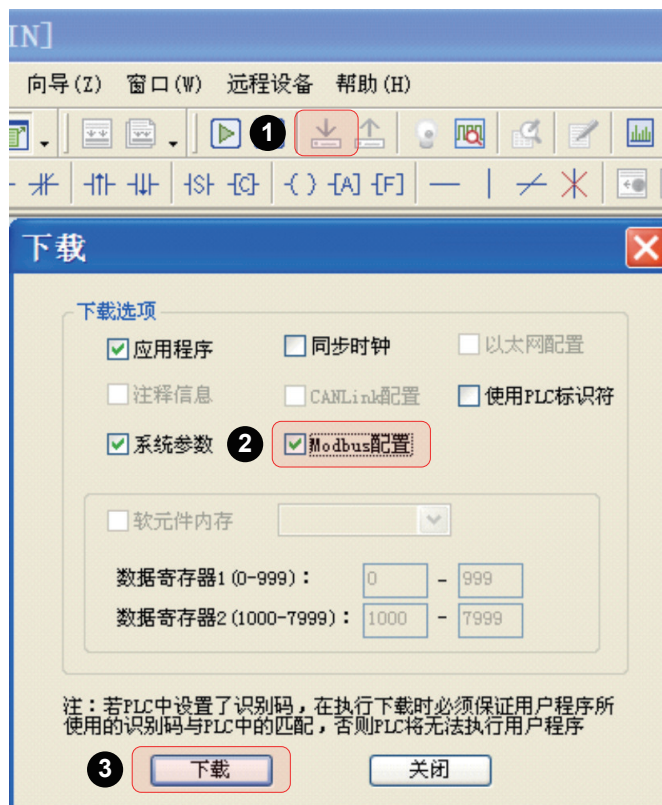 IN]
向导(Z) 窗口(W) 远程设备 帮助(H)
1
S C ( ) [A] [F]
下载
下载选项
应用程序 同步时钟 以太网配置
注释信息 CANLink配置 使用PLC标识符
系统参数 2 Modbus配置
软元件内存
数据寄存器1(0-999): 0 - 999
数据寄存器2(1000-7999): 1000 - 7999
注:若PLC中设置了识别码,在执行下载时必须保证用户程序所
使用的识别码与PLC中的匹配,否则PLC将无法执行用户程序
3 下载 关闭